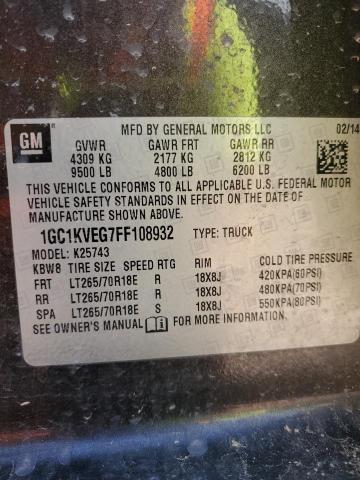 GM
MFD BY GENERAL MOTORS LLC 02/14
GVWR GAWR FRT GAWR RR
4309 KG 2177 KG 2812 KG
9500 LB 4800 LB 6200 LB
THIS VEHICLE CONFORMS TO ALL APPLICABLE U.S. FEDERAL MOTOR
VEHICLE SAFETY STANDARDS IN EFFECT ON THE DATE OF
MANUFACTURE SHOWN ABOVE.
1GC1KVEG7FF108932 TYPE: TRUCK
MODEL: K25743
KBW8 TIRE SIZE SPEED RTG RIM COLD TIRE PRESSURE
FRT LT265/70R18E R 18X8J 420KPA(60PSI)
RR LT265/70R18E R 18X8J 480KPA(70PSI)
SPA LT265/70R18E S 18X8J 550KPA(80PSI)
SEE OWNER'S MANUAL FOR MORE INFORMATION